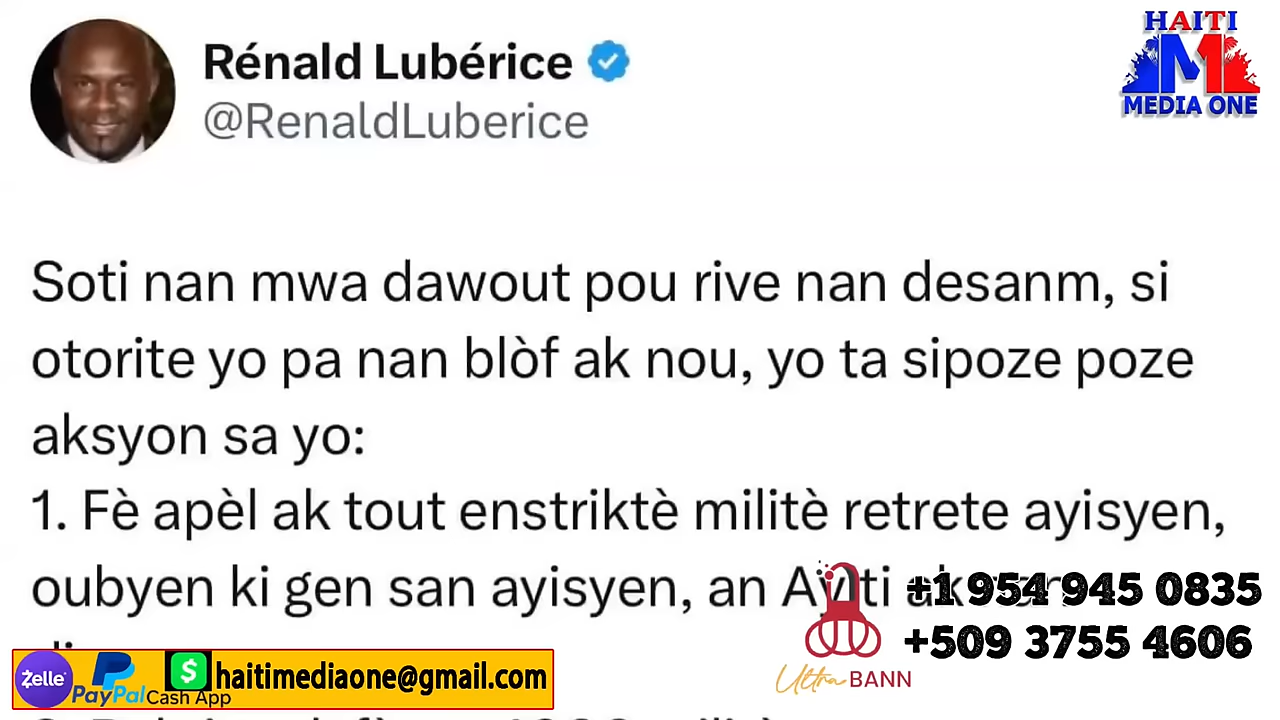 Rénald Lubérice
@RenaldLuberice
HAITI
M
MEDIA ONE
Soti nan mwa dawout pou rive nan desanm, si
otorite yo pa nan blòf ak nou, yo ta sipoze poze
aksyon sa yo:
1. Fè apèl ak tout enstriktè militè retrete ayisyen,
oubyen ki gen san ayisyen, an Ayiti ak
+1 954 945 0835
+509 3755 4606
Ultra BANN
Zelle
PayPal
$
Cash App
haitimediaone@gmail.com